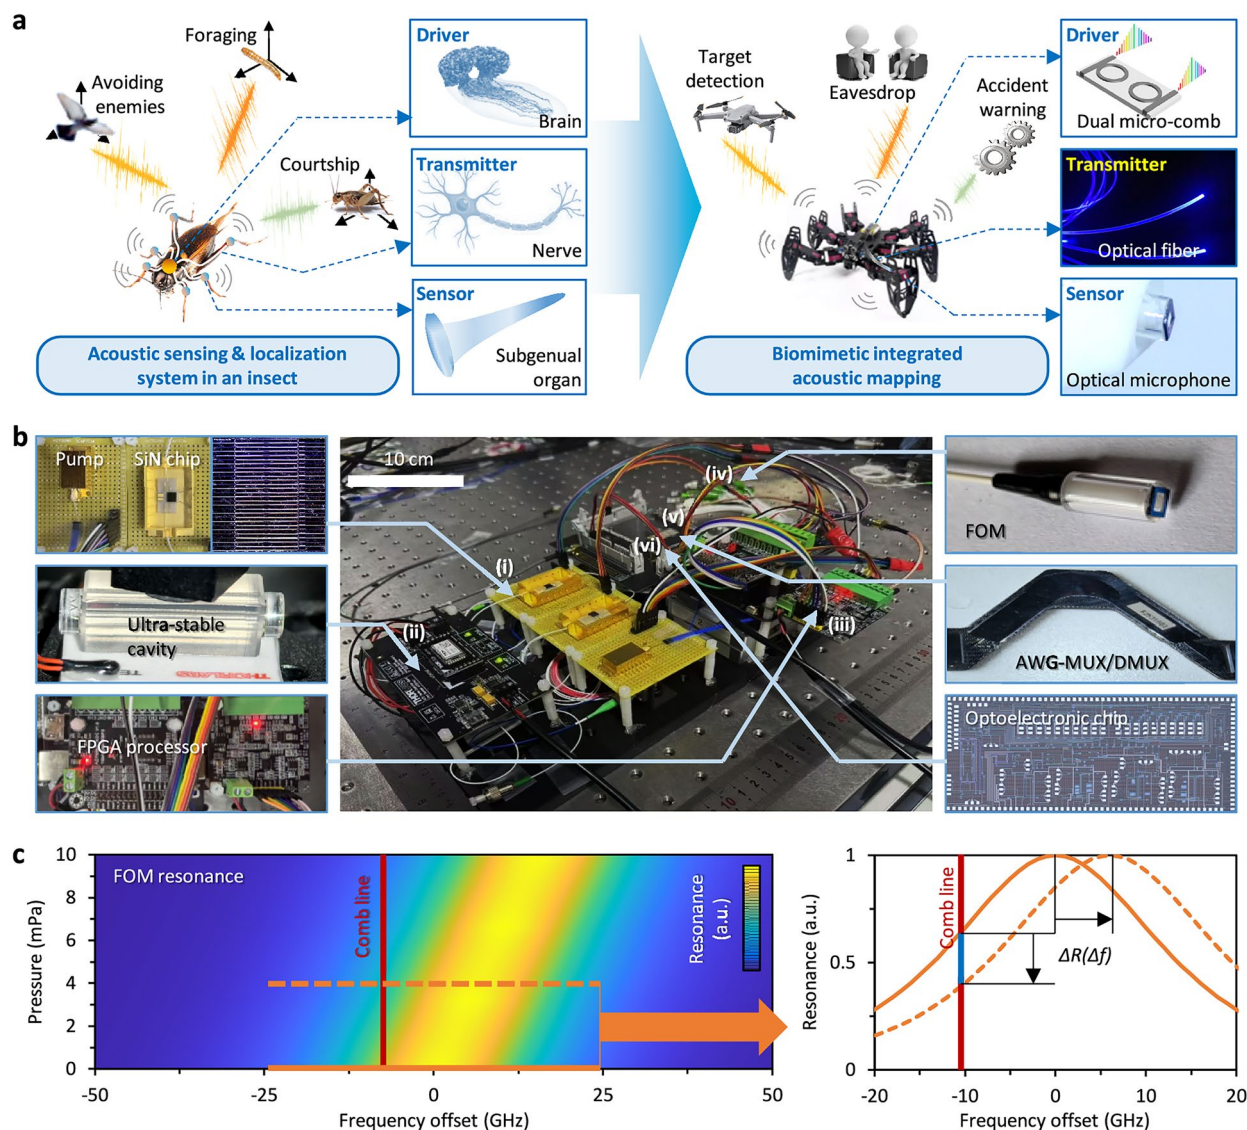 a
Foraging
Avoiding
enemies
Courtship
Driver
Brain
Transmitter
Nerve
Sensor
Subgenual
organ
Acoustic sensing & localization
system in an insect
Target
detection
Eavesdrop
Accident
warning
Driver
Dual micro-comb
Transmitter
Optical fiber
Sensor
Optical microphone
Biomimetic integrated
acoustic mapping
b
Pump
SiN chip
Ultra-stable
cavity
FPGA processor
10 cm
(i)
(ii)
(iii)
(iv)
(v)
(vi)
FOM
AWG-MUX/DMUX
Optoelectronic chip
c
FOM resonance
Comb line
Resonance
(a.u.)
Pressure (mPa)
10
8
6
4
2
0
-50
-25
0
25
50
Frequency offset (GHz)
Resonance (a.u.)
1
0.5
0
Comb line
ΔR(Δf)
-20
-10
0
10
20
Frequency offset (GHz)